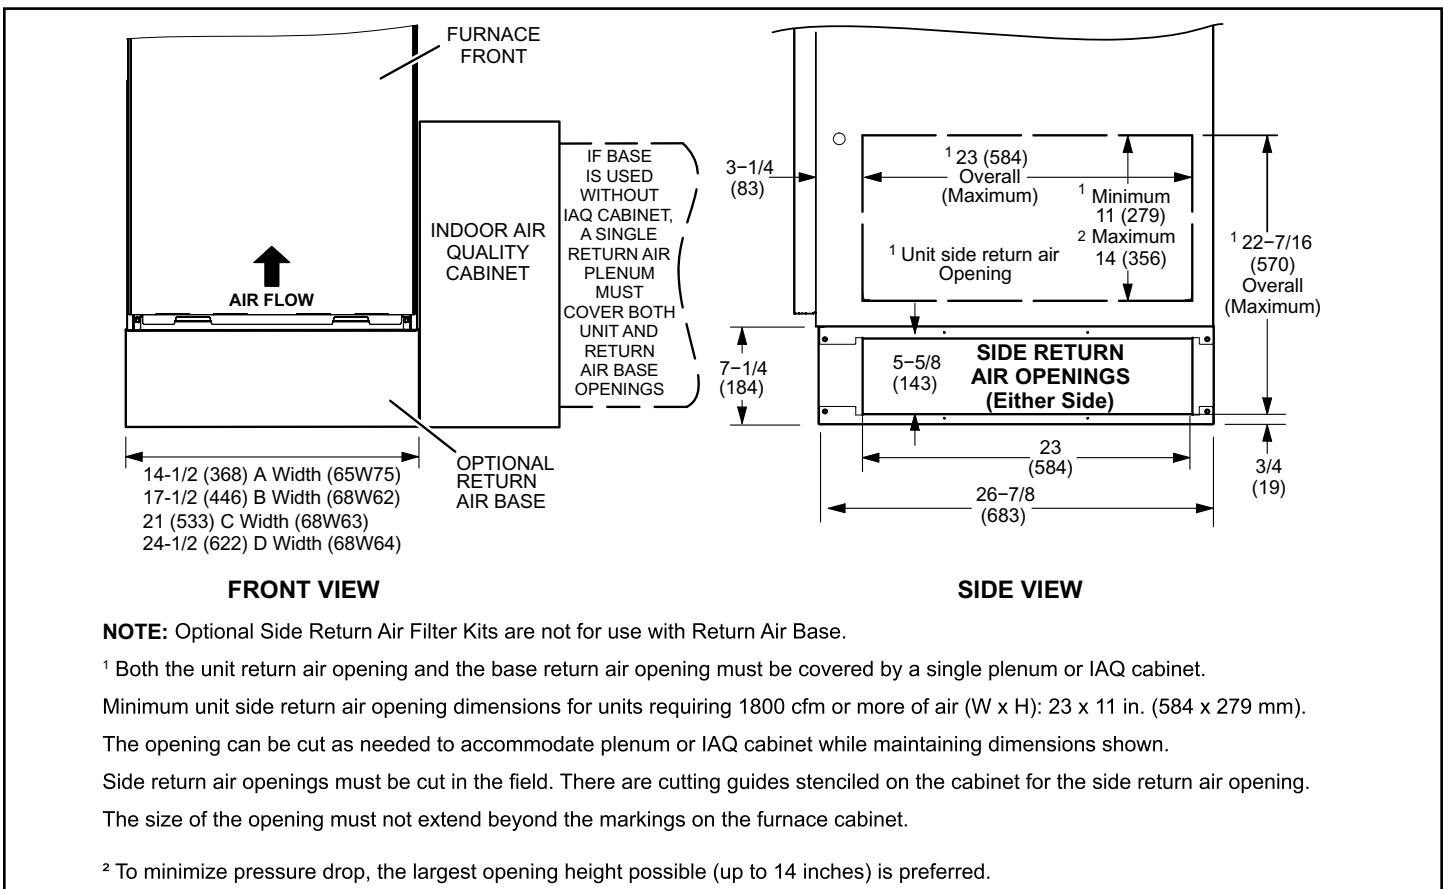 FURNACE
FRONT
AIR FLOW
INDOOR AIR
QUALITY
CABINET
IF BASE
IS USED
WITHOUT
IAQ CABINET,
A SINGLE
RETURN AIR
PLENUM
MUST
COVER BOTH
UNIT AND
RETURN
AIR BASE
OPENINGS
OPTIONAL
RETURN
AIR BASE
14-1/2 (368) A Width (65W75)
17-1/2 (446) B Width (68W62)
21 (533) C Width (68W63)
24-1/2 (622) D Width (68W64)
FRONT VIEW
3−1/4
(83)
¹ 23 (584)
Overall
(Maximum)
¹ Minimum
11 (279)
² Maximum
14 (356)
¹ Unit side return air
Opening
¹ 22−7/16
(570)
Overall
(Maximum)
7−1/4
(184)
5−5/8
(143)
SIDE RETURN
AIR OPENINGS
(Either Side)
23
(584)
26−7/8
(683)
3/4
(19)
SIDE VIEW
NOTE: Optional Side Return Air Filter Kits are not for use with Return Air Base.
¹ Both the unit return air opening and the base return air opening must be covered by a single plenum or IAQ cabinet.
Minimum unit side return air opening dimensions for units requiring 1800 cfm or more of air (W x H): 23 x 11 in. (584 x 279 mm).
The opening can be cut as needed to accommodate plenum or IAQ cabinet while maintaining dimensions shown.
Side return air openings must be cut in the field. There are cutting guides stenciled on the cabinet for the side return air opening.
The size of the opening must not extend beyond the markings on the furnace cabinet.
² To minimize pressure drop, the largest opening height possible (up to 14 inches) is preferred.